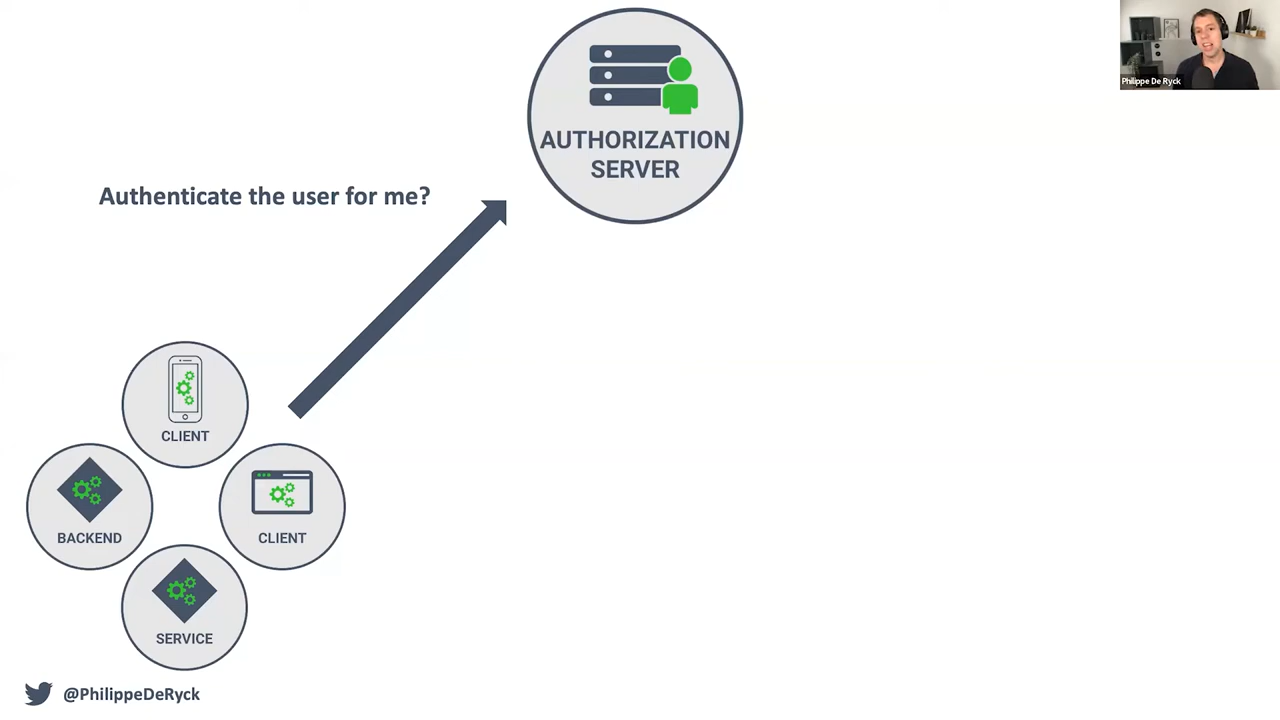 Philippe De Ryck
AUTHORIZATION
SERVER
Authenticate the user for me?
CLIENT
BACKEND
CLIENT
SERVICE
@PhilippeDeRyck